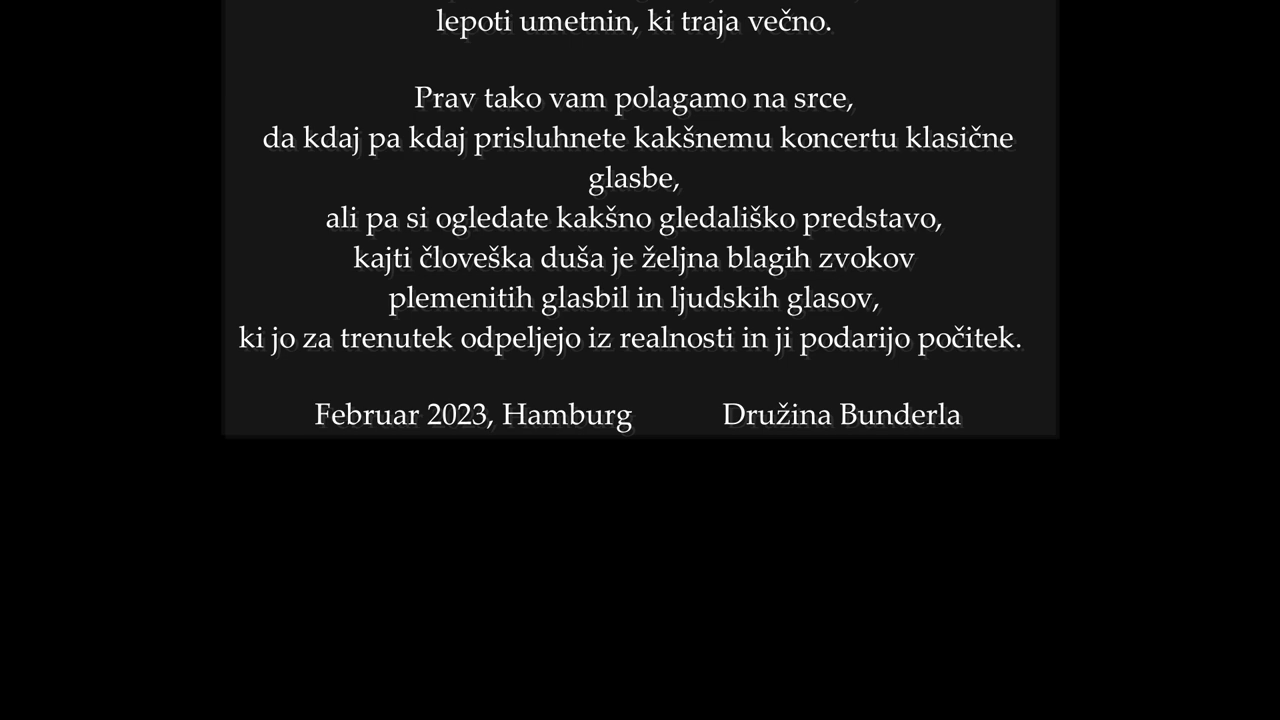 lepoti umetnin, ki traja večno.
Prav tako vam polagamo na srce,
da kdaj pa kdaj prisluhnete kakšnemu koncertu klasične
glasbe,
ali pa si ogledate kakšno gledališko predstavo,
kajti človeška duša je željna blagih zvokov
plemenitih glasbil in ljudskih glasov,
ki jo za trenutek odpeljejo iz realnosti in ji podarijo počitek.
Februar 2023, Hamburg Družina Bunderla